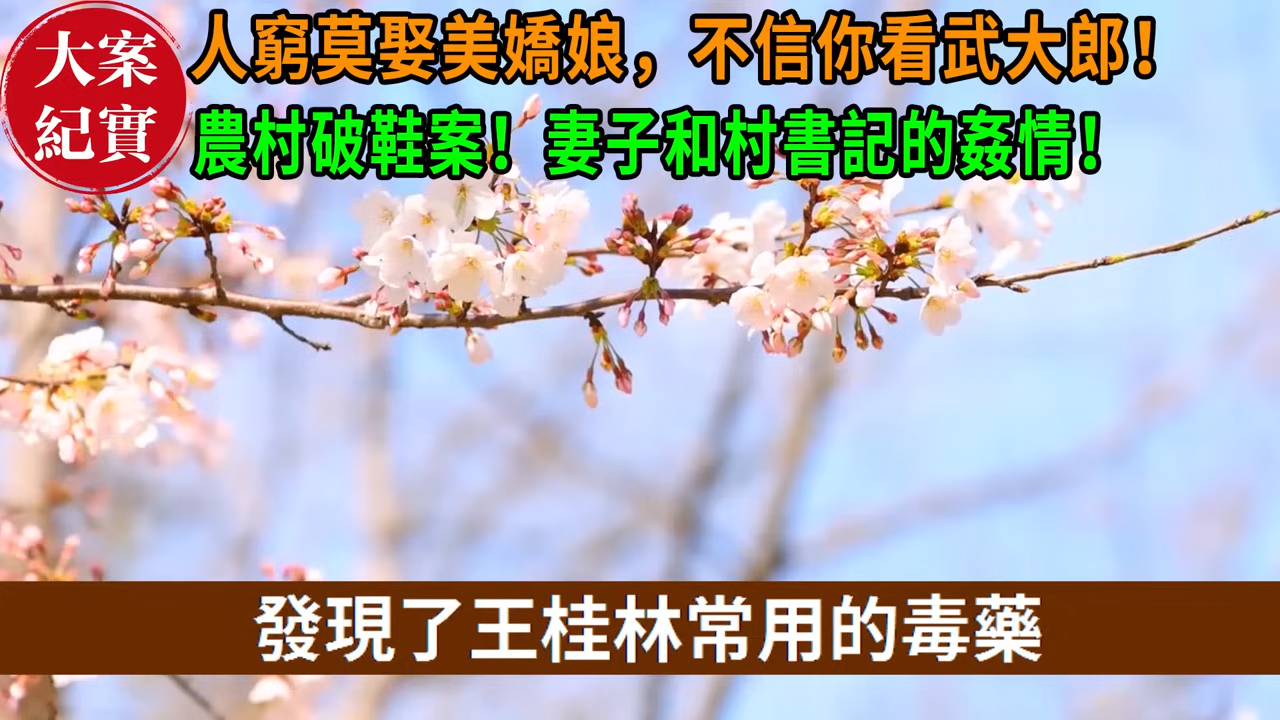 大案
紀實
人窮莫娶美嬌娘，不信你看武大郎！
農村破鞋案！妻子和村書記的姦情！
發現了王桂林常用的毒藥